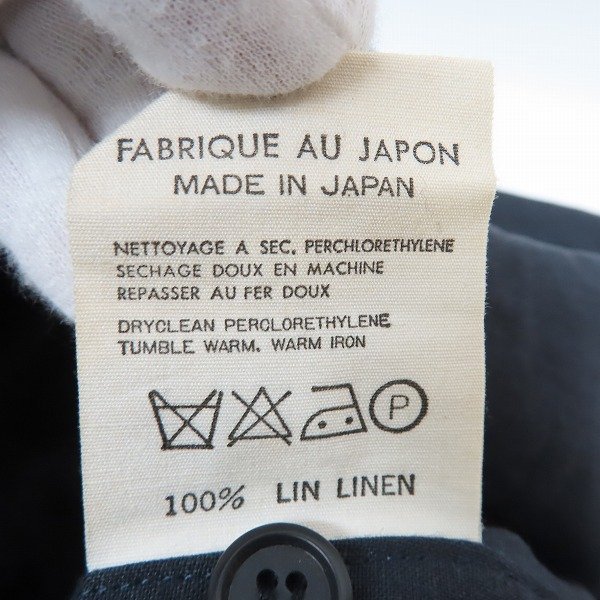 FABRIQUE AU JAPON
MADE IN JAPAN
NETTOYAGE A SEC. PERCHLORETHYLENE
SECHAGE DOUX EN MACHINE
REPASSER AU FER DOUX
DRYCLEAN PERCLORETHYLENE
TUMBLE WARM. WARM IRON
P
100% LIN LINEN